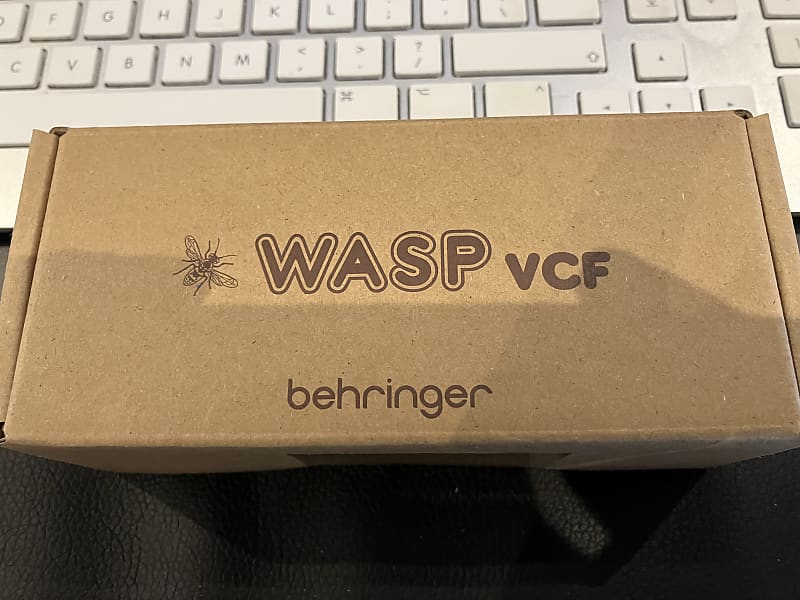 F G H J K L
C V B N M < , > . ? /
⌘ ⌥ ^
WASP VCF
behringer